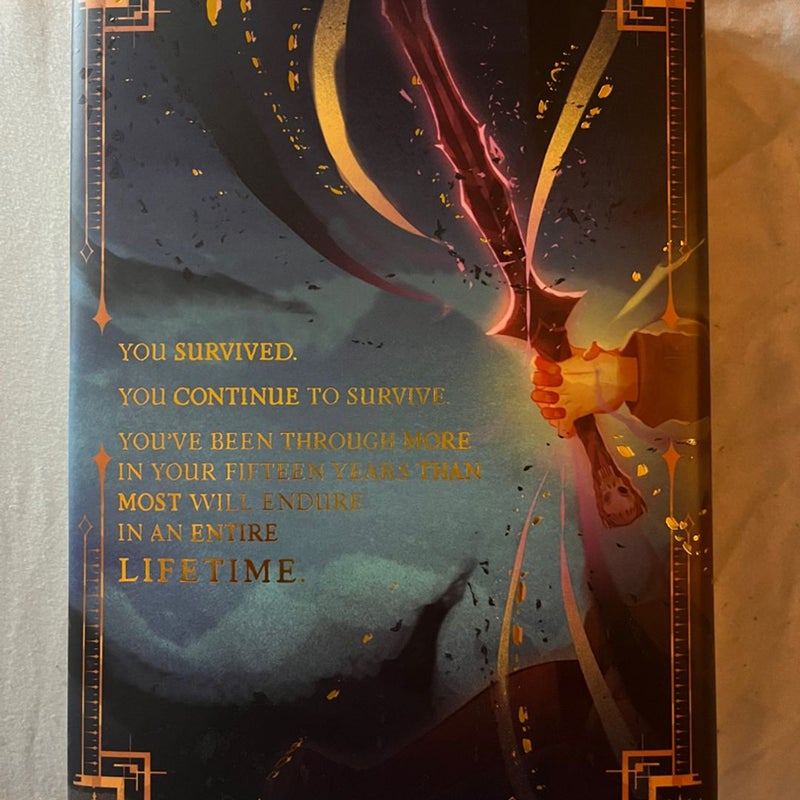 YOU SURVIVED.
YOU CONTINUE TO SURVIVE.
YOU'VE BEEN THROUGH MORE
IN YOUR FIFTEEN YEARS THAN
MOST WILL ENDURE
IN AN ENTIRE
LIFETIME.